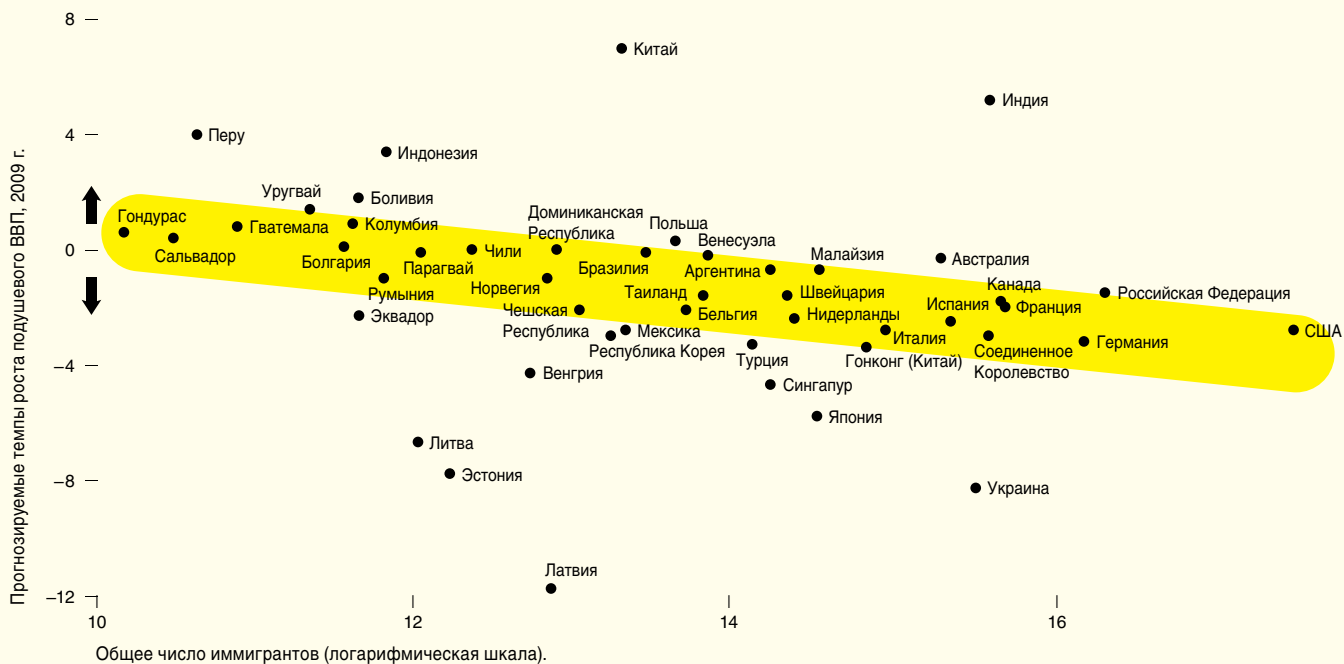 8
Китай
Индия
4
Перу
Индонезия
Уругвай
Боливия
Гондурас
Гватемала
Колумбия
Доминиканская
Республика
Польша
Венесуэла
0
Сальвадор
Болгария
Парагвай
Чили
Бразилия
Аргентина
Малайзия
Австралия
Румыния
Норвегия
Таиланд
Швейцария
Канада
Российская Федерация
Эквадор
Чешская
Республика
Мексика
Бельгия
Нидерланды
Испания
Франция
США
Республика Корея
Турция
Гонконг (Китай)
Италия
Соединенное
Королевство
Германия
–4
Венгрия
Сингапур
Япония
Литва
Эстония
–8
Украина
Латвия
–12
10
12
14
16
Прогнозируемые темпы роста подушевого ВВП, 2009 г.
Общее число иммигрантов (логарифмическая шкала).